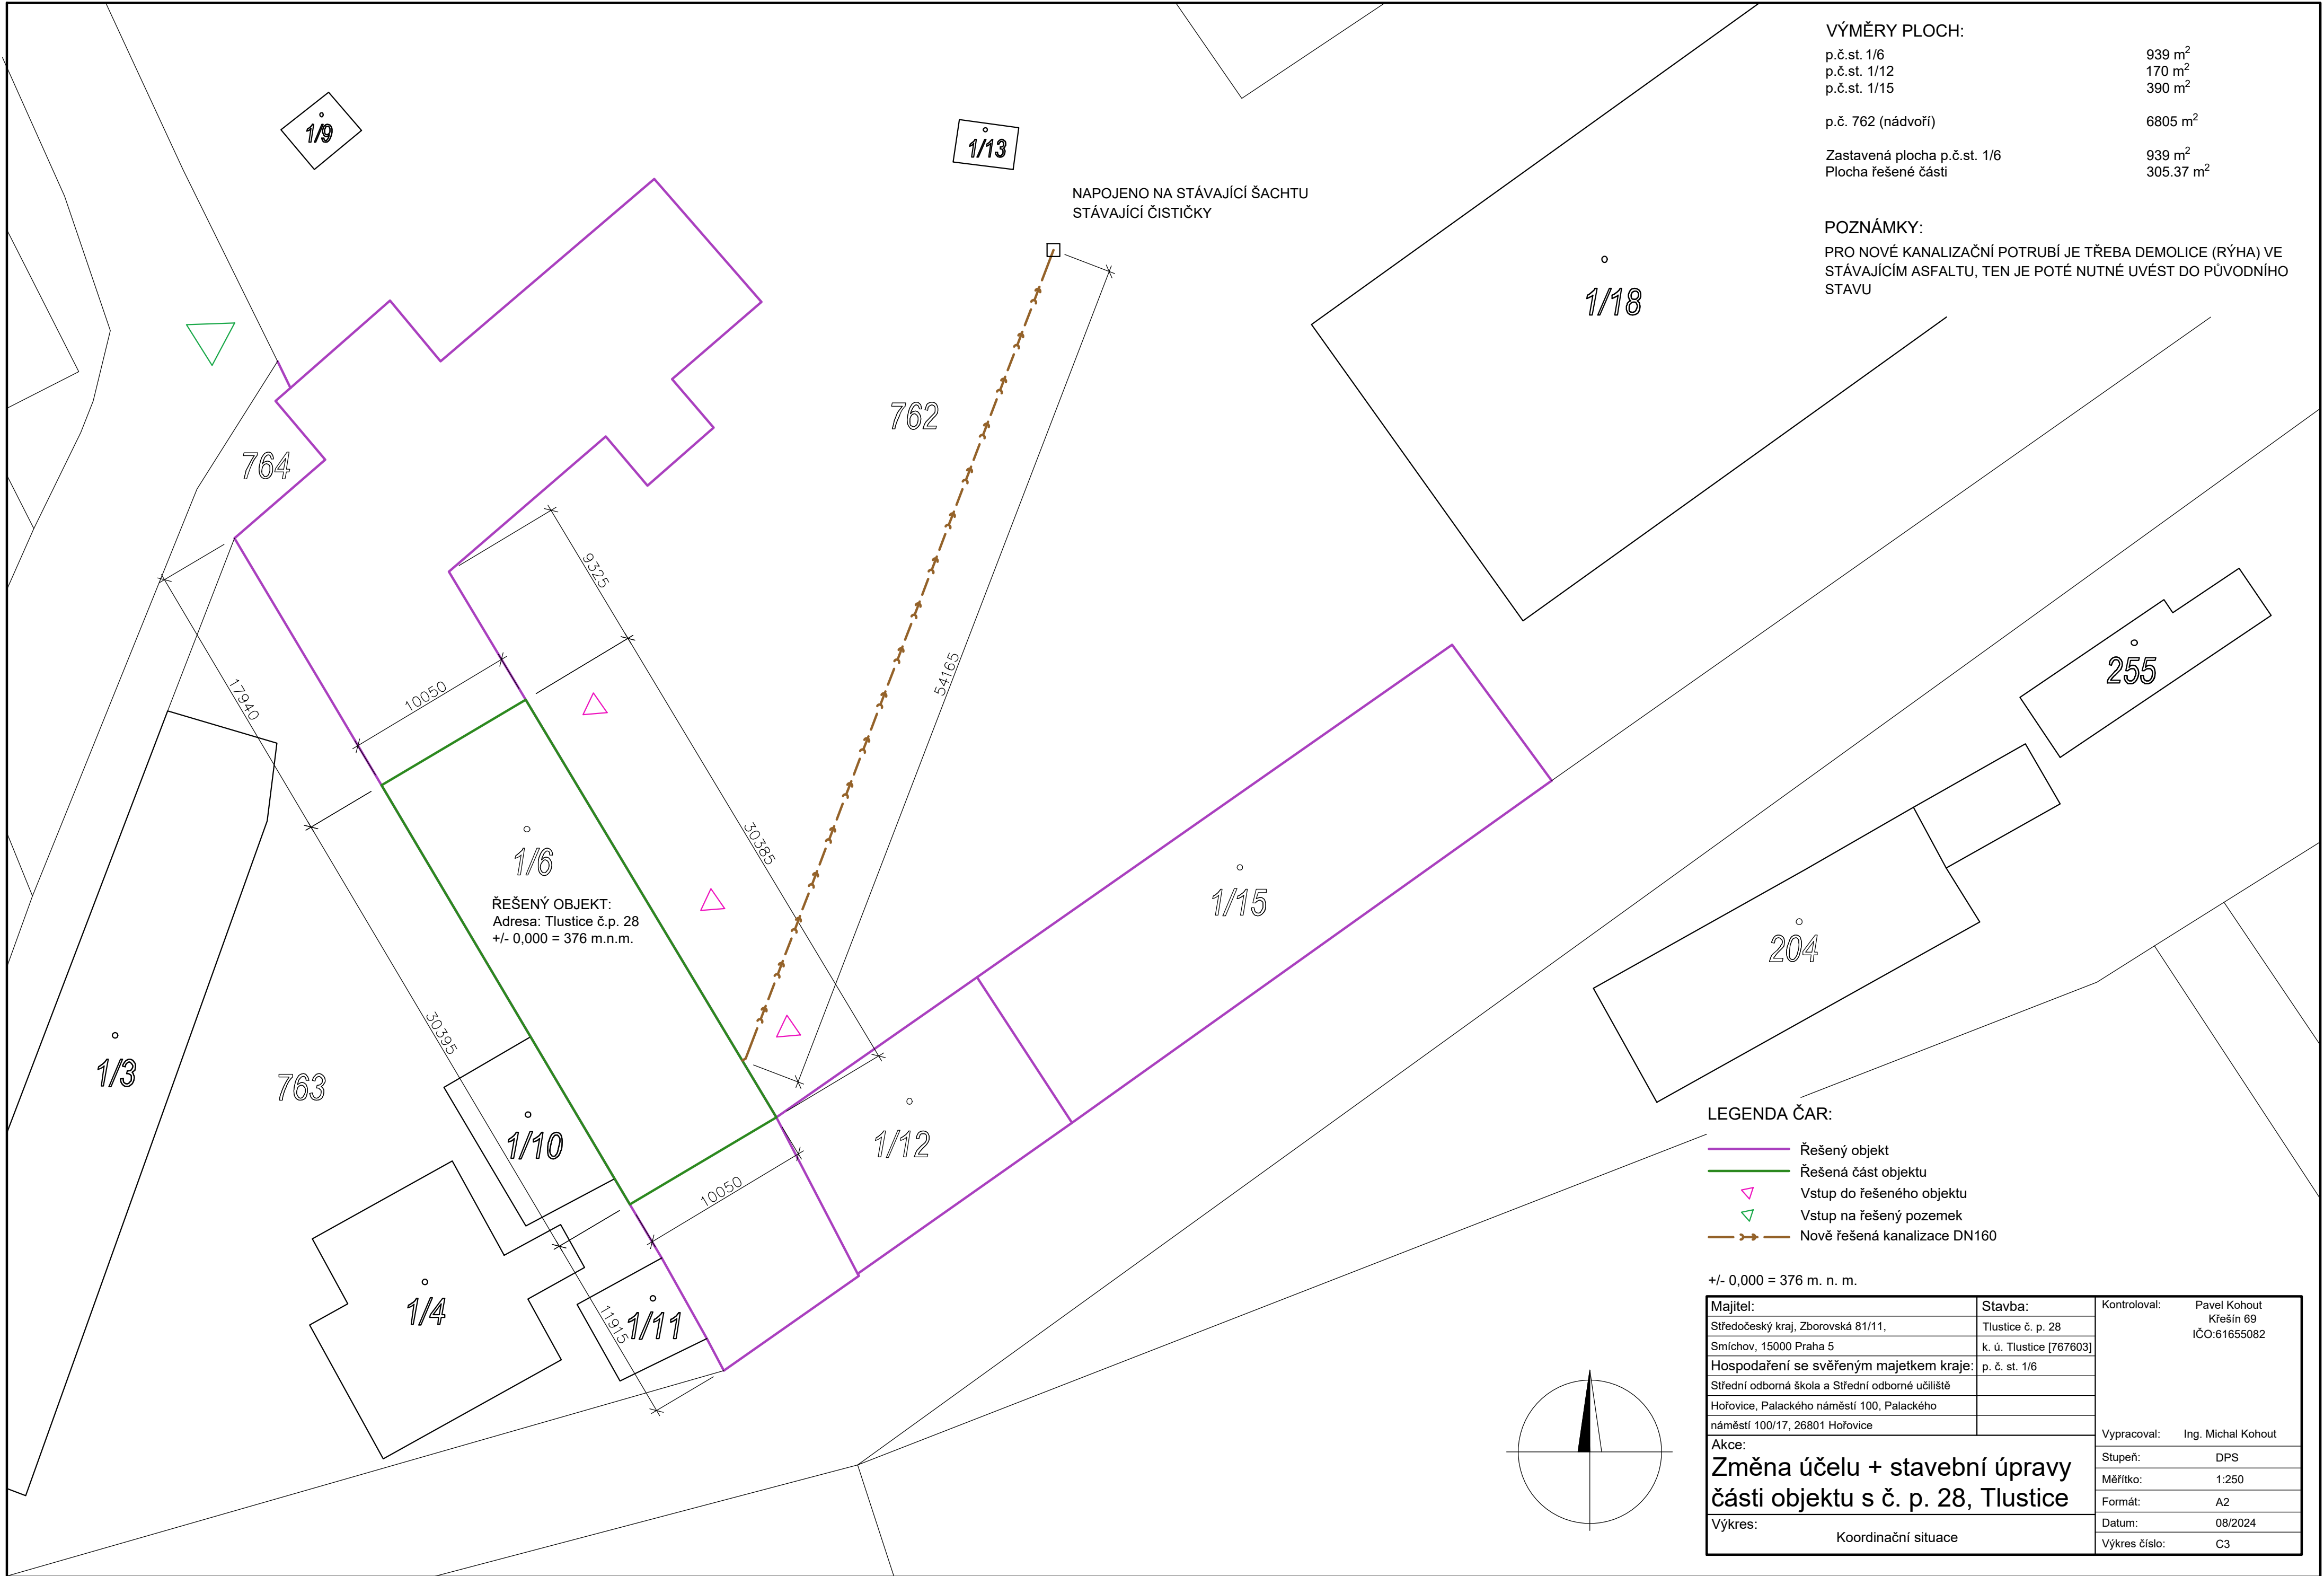 VÝMĚRY PLOCH:
p.č.st. 1/6 939 m²
p.č.st. 1/12 170 m²
p.č.st. 1/15 390 m²
p.č. 762 (nádvoří) 6805 m²
Zastavená plocha p.č.st. 1/6 939 m²
Plocha řešené části 305.37 m²
POZNÁMKY:
PRO NOVÉ KANALIZAČNÍ POTRUBÍ JE TŘEBA DEMOLICE (RÝHA) VE
STÁVAJÍCÍM ASFALTU, TEN JE POTÉ NUTNÉ UVÉST DO PŮVODNÍHO
STAVU
1/9
1/13
NAPOJENO NA STÁVAJÍCÍ ŠACHTU
STÁVAJÍCÍ ČISTIČKY
1/18
762
764
9325
17940
10050
54165
255
30385
1/6
ŘEŠENÝ OBJEKT:
Adresa: Tlustice č.p. 28
+/- 0,000 = 376 m.n.m.
1/15
204
30395
1/3
763
1/10
1/12
10050
1/4
1/11
11915
LEGENDA ČAR:
Řešený objekt
Řešená část objektu
Vstup do řešeného objektu
Vstup na řešený pozemek
Nově řešená kanalizace DN160
+/- 0,000 = 376 m. n. m.
Majitel:
Středočeský kraj, Zborovská 81/11,
Smíchov, 15000 Praha 5
Hospodaření se svěřeným majetkem kraje:
Střední odborná škola a Střední odborné učiliště
Hořovice, Palackého náměstí 100, Palackého
náměstí 100/17, 26801 Hořovice
Stavba:
Tlustice č. p. 28
k. ú. Tlustice [767603]
p. č. st. 1/6
Kontroloval: Pavel Kohout
Křešín 69
IČO:61655082
Vypracoval: Ing. Michal Kohout
Akce:
Změna účelu + stavební úpravy
části objektu s č. p. 28, Tlustice
Výkres:
Koordinační situace
Stupeň: DPS
Měřítko: 1:250
Formát: A2
Datum: 08/2024
Výkres číslo: C3